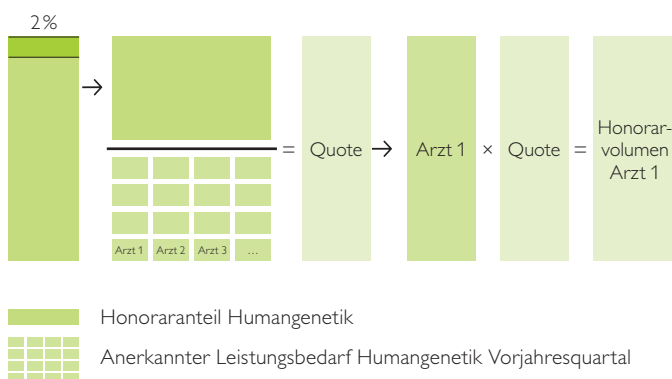 2%
= Quote → Arzt 1 × Quote =
Honorar-
volumen
Arzt 1
Arzt 1 Arzt 2 Arzt 3 ...
Honoraranteil Humangenetik
Anerkannter Leistungsbedarf Humangenetik Vorjahresquartal